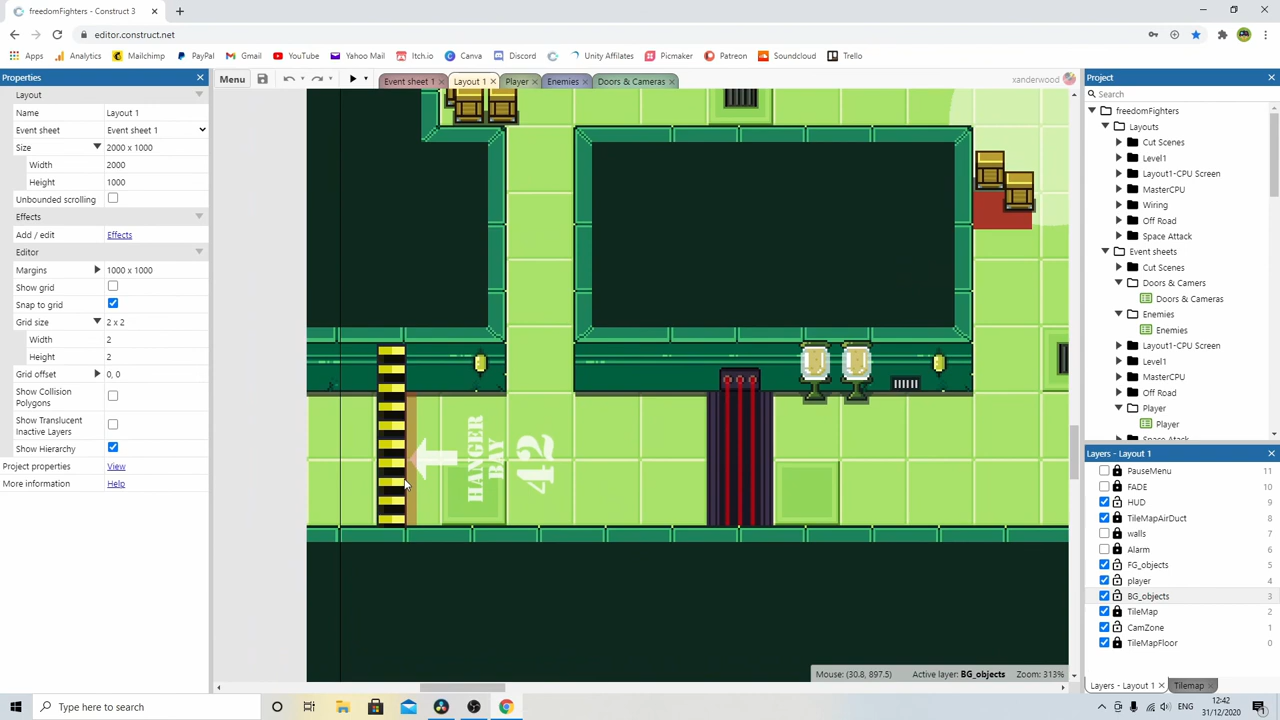 freedomFighters - Construct 3
editor.construct.net
Apps Analytics Mailchimp PayPal Gmail YouTube Yahoo Mail Itch.io Canva Discord Unity Affilates Picmaker Patreon Soundcloud Trello
Properties
Menu
Event sheet 1 Layout 1 Player Enemies Doors & Cameras
xanderwood
Project
Layout
Name Layout 1
Event sheet Event sheet 1
Size 2000 x 1000
Width 2000
Height 1000
Unbounded scrolling
Effects
Add / edit Effects
Editor
Margins 1000 x 1000
Show grid
Snap to grid
Grid size 2 x 2
Width 2
Height 2
Grid offset 0, 0
Show Collision
Polygons
Show Translucent
Inactive Layers
Show Hierarchy
Project properties View
More information Help
HANGER
BAY
42
Mouse: (30.8, 897.5) Active layer: BG_objects Zoom: 313%
Search
freedomFighters
Layouts
Cut Scenes
Level1
Layout1-CPU Screen
MasterCPU
Wiring
Off Road
Space Attack
Event sheets
Cut Scenes
Doors & Camers
Doors & Cameras
Enemies
Enemies
Layout1-CPU Screen
Level1
MasterCPU
Off Road
Player
Player
Space Attack
Layers - Layout 1
PauseMenu 11
FADE 10
HUD 9
TileMapAirDuct 8
walls 7
Alarm 6
FG_objects 5
player 4
BG_objects 3
TileMap 2
CamZone 1
TileMapFloor 0
Layers - Layout 1 Tilemap
Type here to search
ENG
12:42
31/12/2020